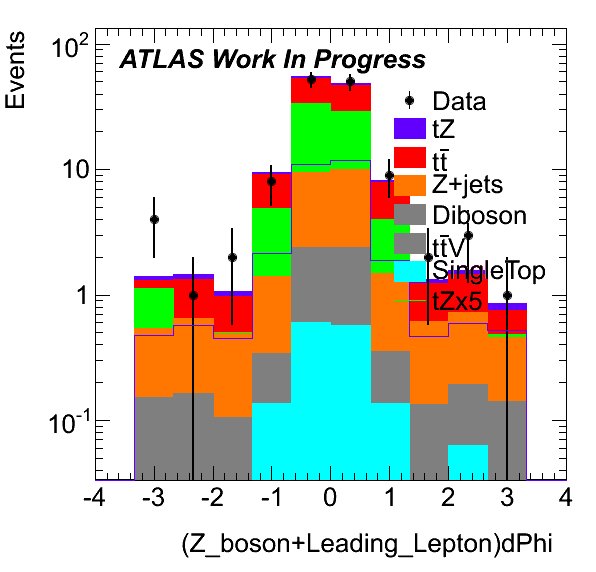 Events
10²
10
1
10⁻¹
ATLAS Work In Progress
Data
tZ
tt̄
Z+jets
Diboson
tt̄V
SingleTop
tZx5
-4 -3 -2 -1 0 1 2 3 4
(Z_boson+Leading_Lepton)dPhi